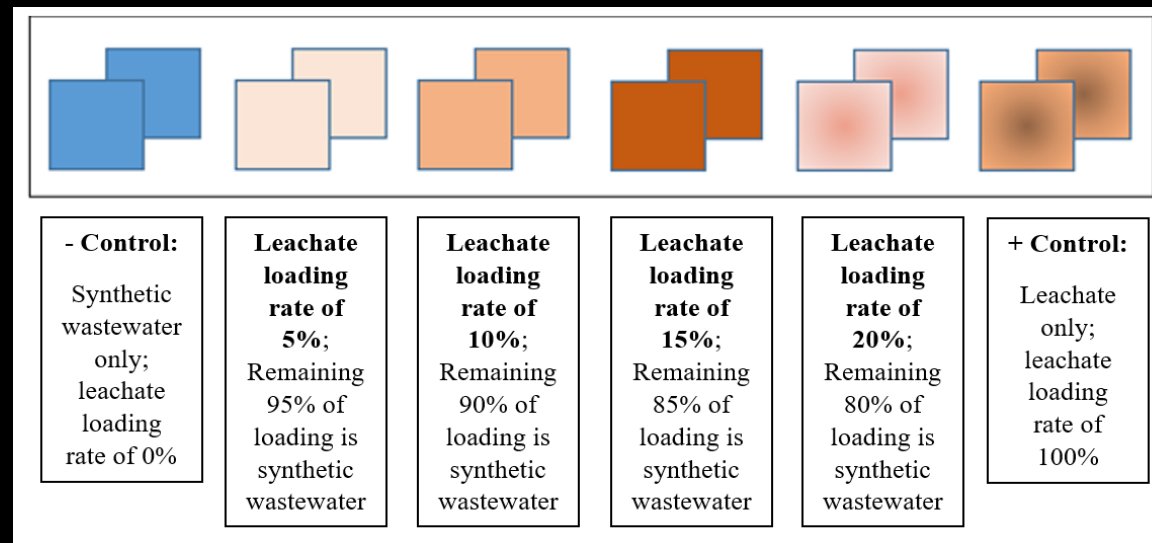 - Control:
Synthetic
wastewater
only;
leachate
loading
rate of 0%
Leachate
loading
rate of
5%;
Remaining
95% of
loading is
synthetic
wastewater
Leachate
loading
rate of
10%;
Remaining
90% of
loading is
synthetic
wastewater
Leachate
loading
rate of
15%;
Remaining
85% of
loading is
synthetic
wastewater
Leachate
loading
rate of
20%;
Remaining
80% of
loading is
synthetic
wastewater
+ Control:
Leachate
only;
leachate
loading
rate of
100%